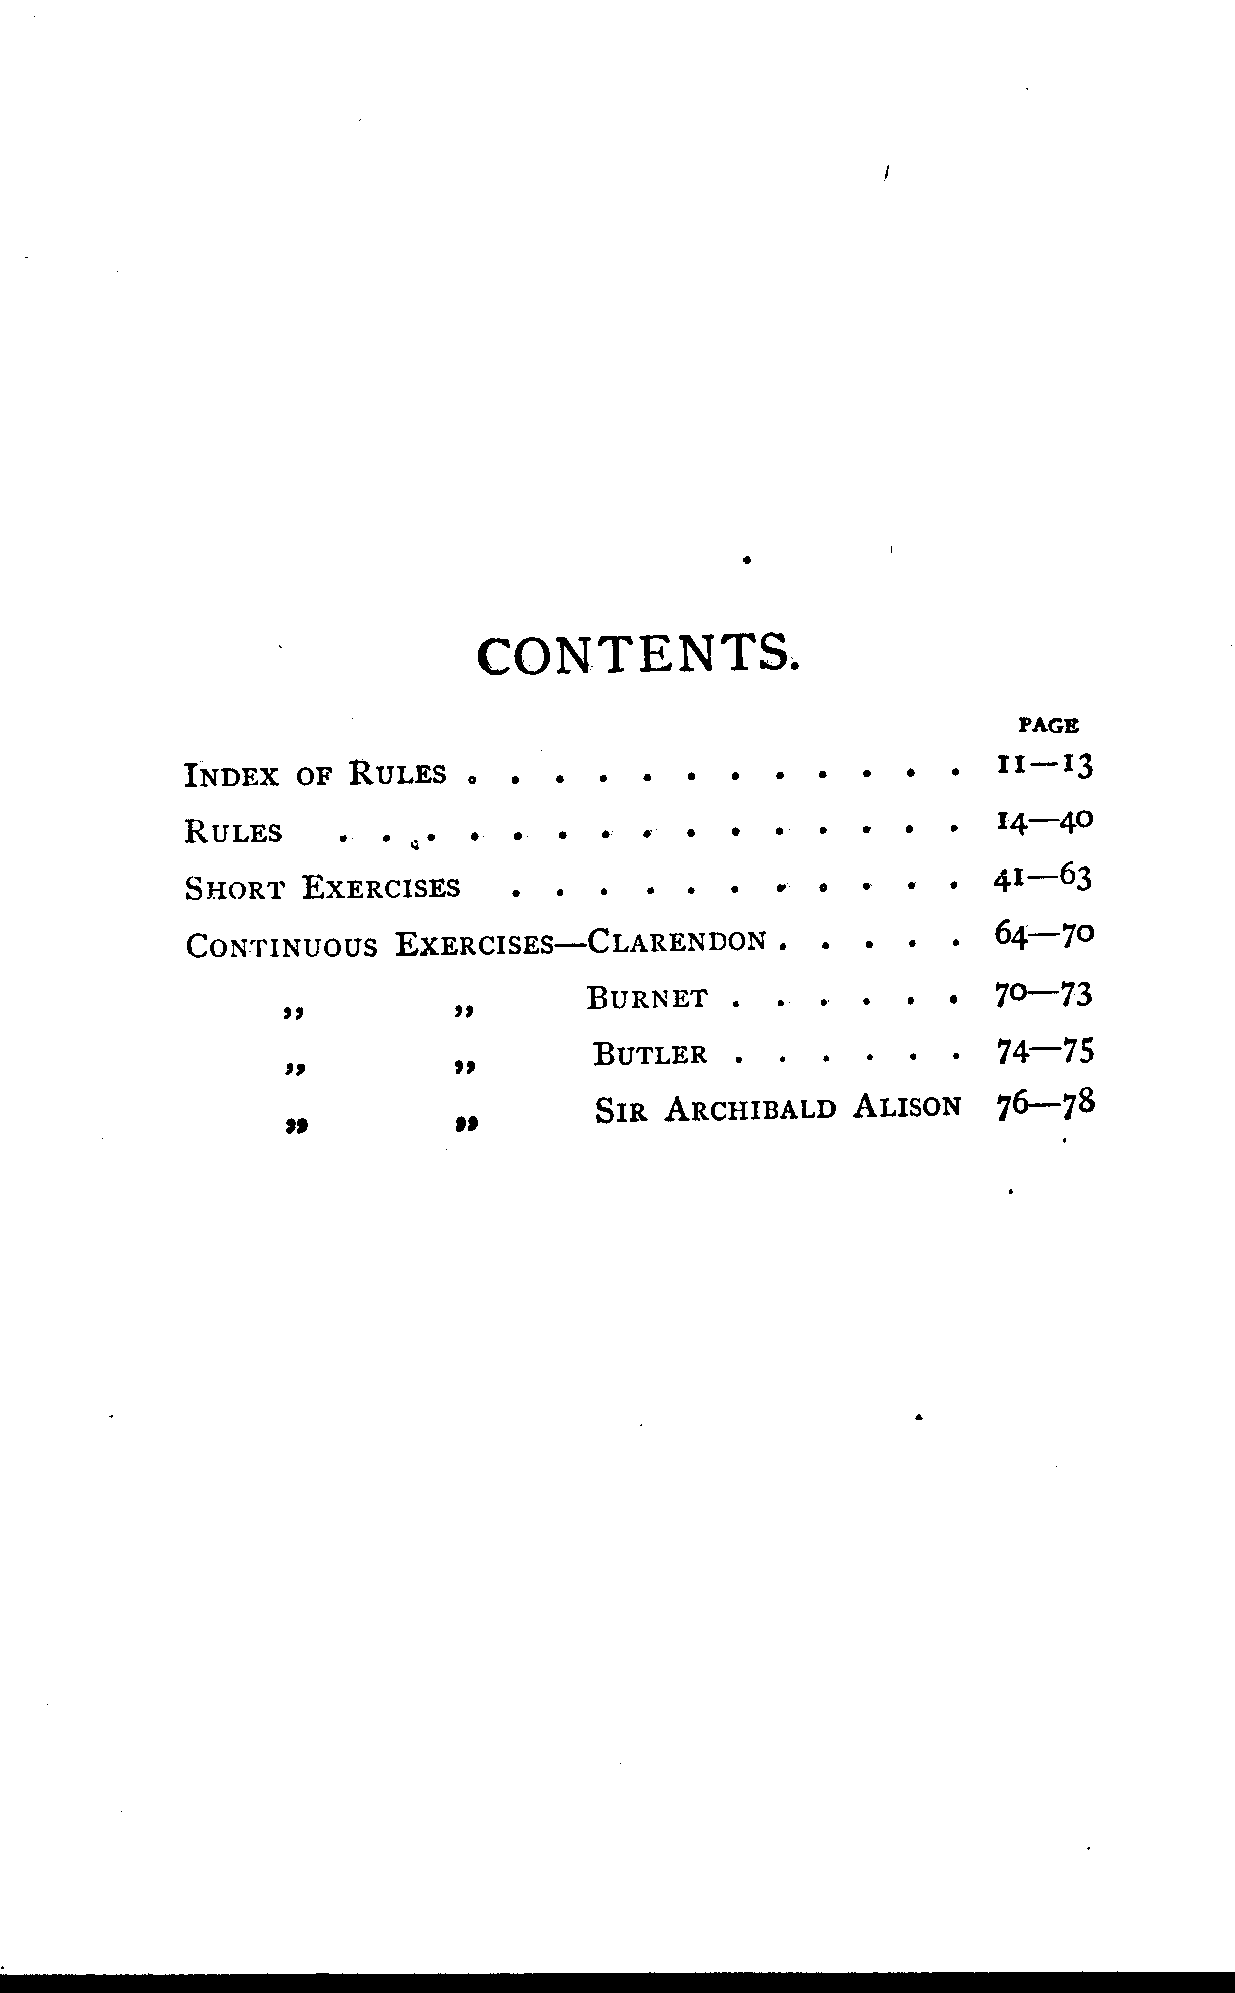 CONTENTS.
PAGE
INDEX OF RULES . . . . . . . . . . . . 11—13
RULES . . . . . . . . . . . . . . . 14—40
SHORT EXERCISES . . . . . . . . . . . 41—63
CONTINUOUS EXERCISES—CLARENDON . . . . . 64—70
„ „ BURNET . . . . . . 70—73
„ „ BUTLER . . . . . . 74—75
„ „ SIR ARCHIBALD ALISON 76—78